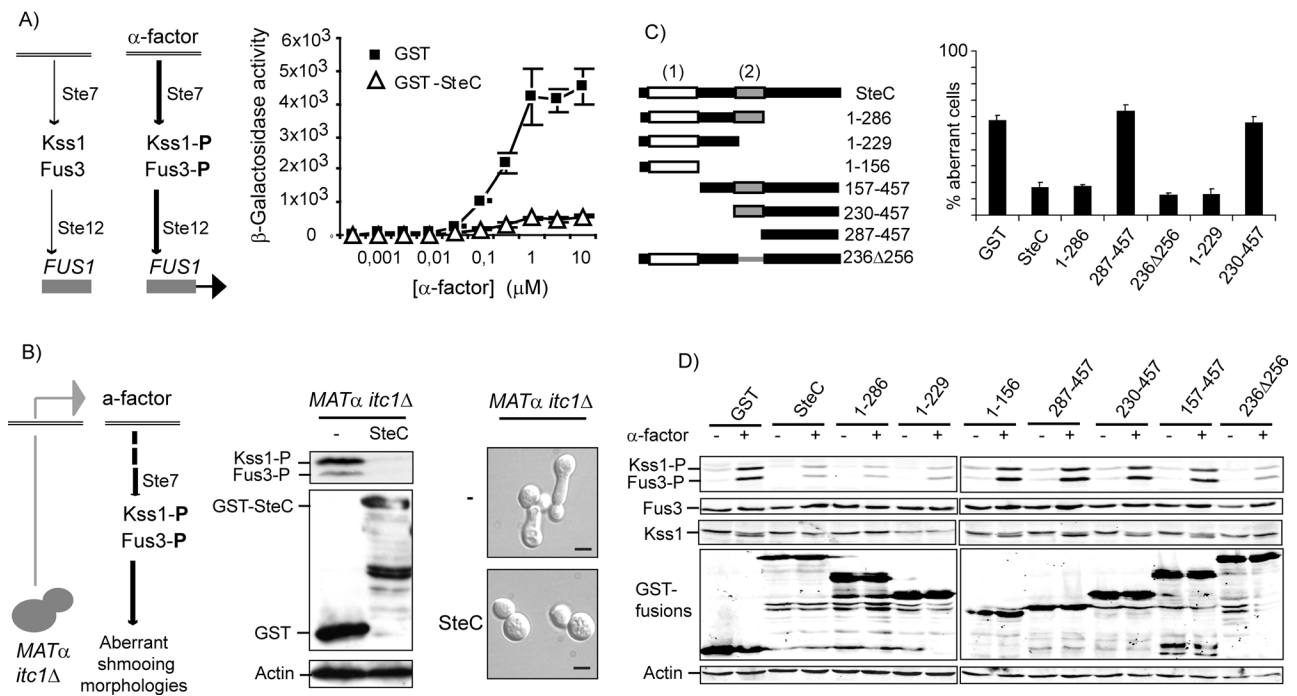 A)
α-factor
Ste7
Ste7
Kss1
Fus3
Kss1-P
Fus3-P
Ste12
Ste12
FUS1
FUS1
β-Galactosidase activity
6x10³
5x10³
4x10³
3x10³
2x10³
1x10³
0
GST
GST-SteC
0,001
0,01
0,1
1
10
[α-factor] (μM)
C)
(1)
(2)
SteC
1-286
1-229
1-156
157-457
230-457
287-457
236Δ256
% aberrant cells
100
GST
SteC
1-286
287-457
236Δ256
1-229
230-457
B)
a-factor
Ste7
Kss1-P
Fus3-P
MATα
itc1Δ
Aberrant
shmooing
morphologies
MATα itc1Δ
-
SteC
Kss1-P
Fus3-P
GST-SteC
GST
Actin
MATα itc1Δ
-
SteC
D)
GST
SteC
1-286
1-229
1-156
287-457
230-457
157-457
236Δ256
α-factor - + - + - + - + - + - + - + - + - +
Kss1-P
Fus3-P
Fus3
Kss1
GST-
fusions
Actin